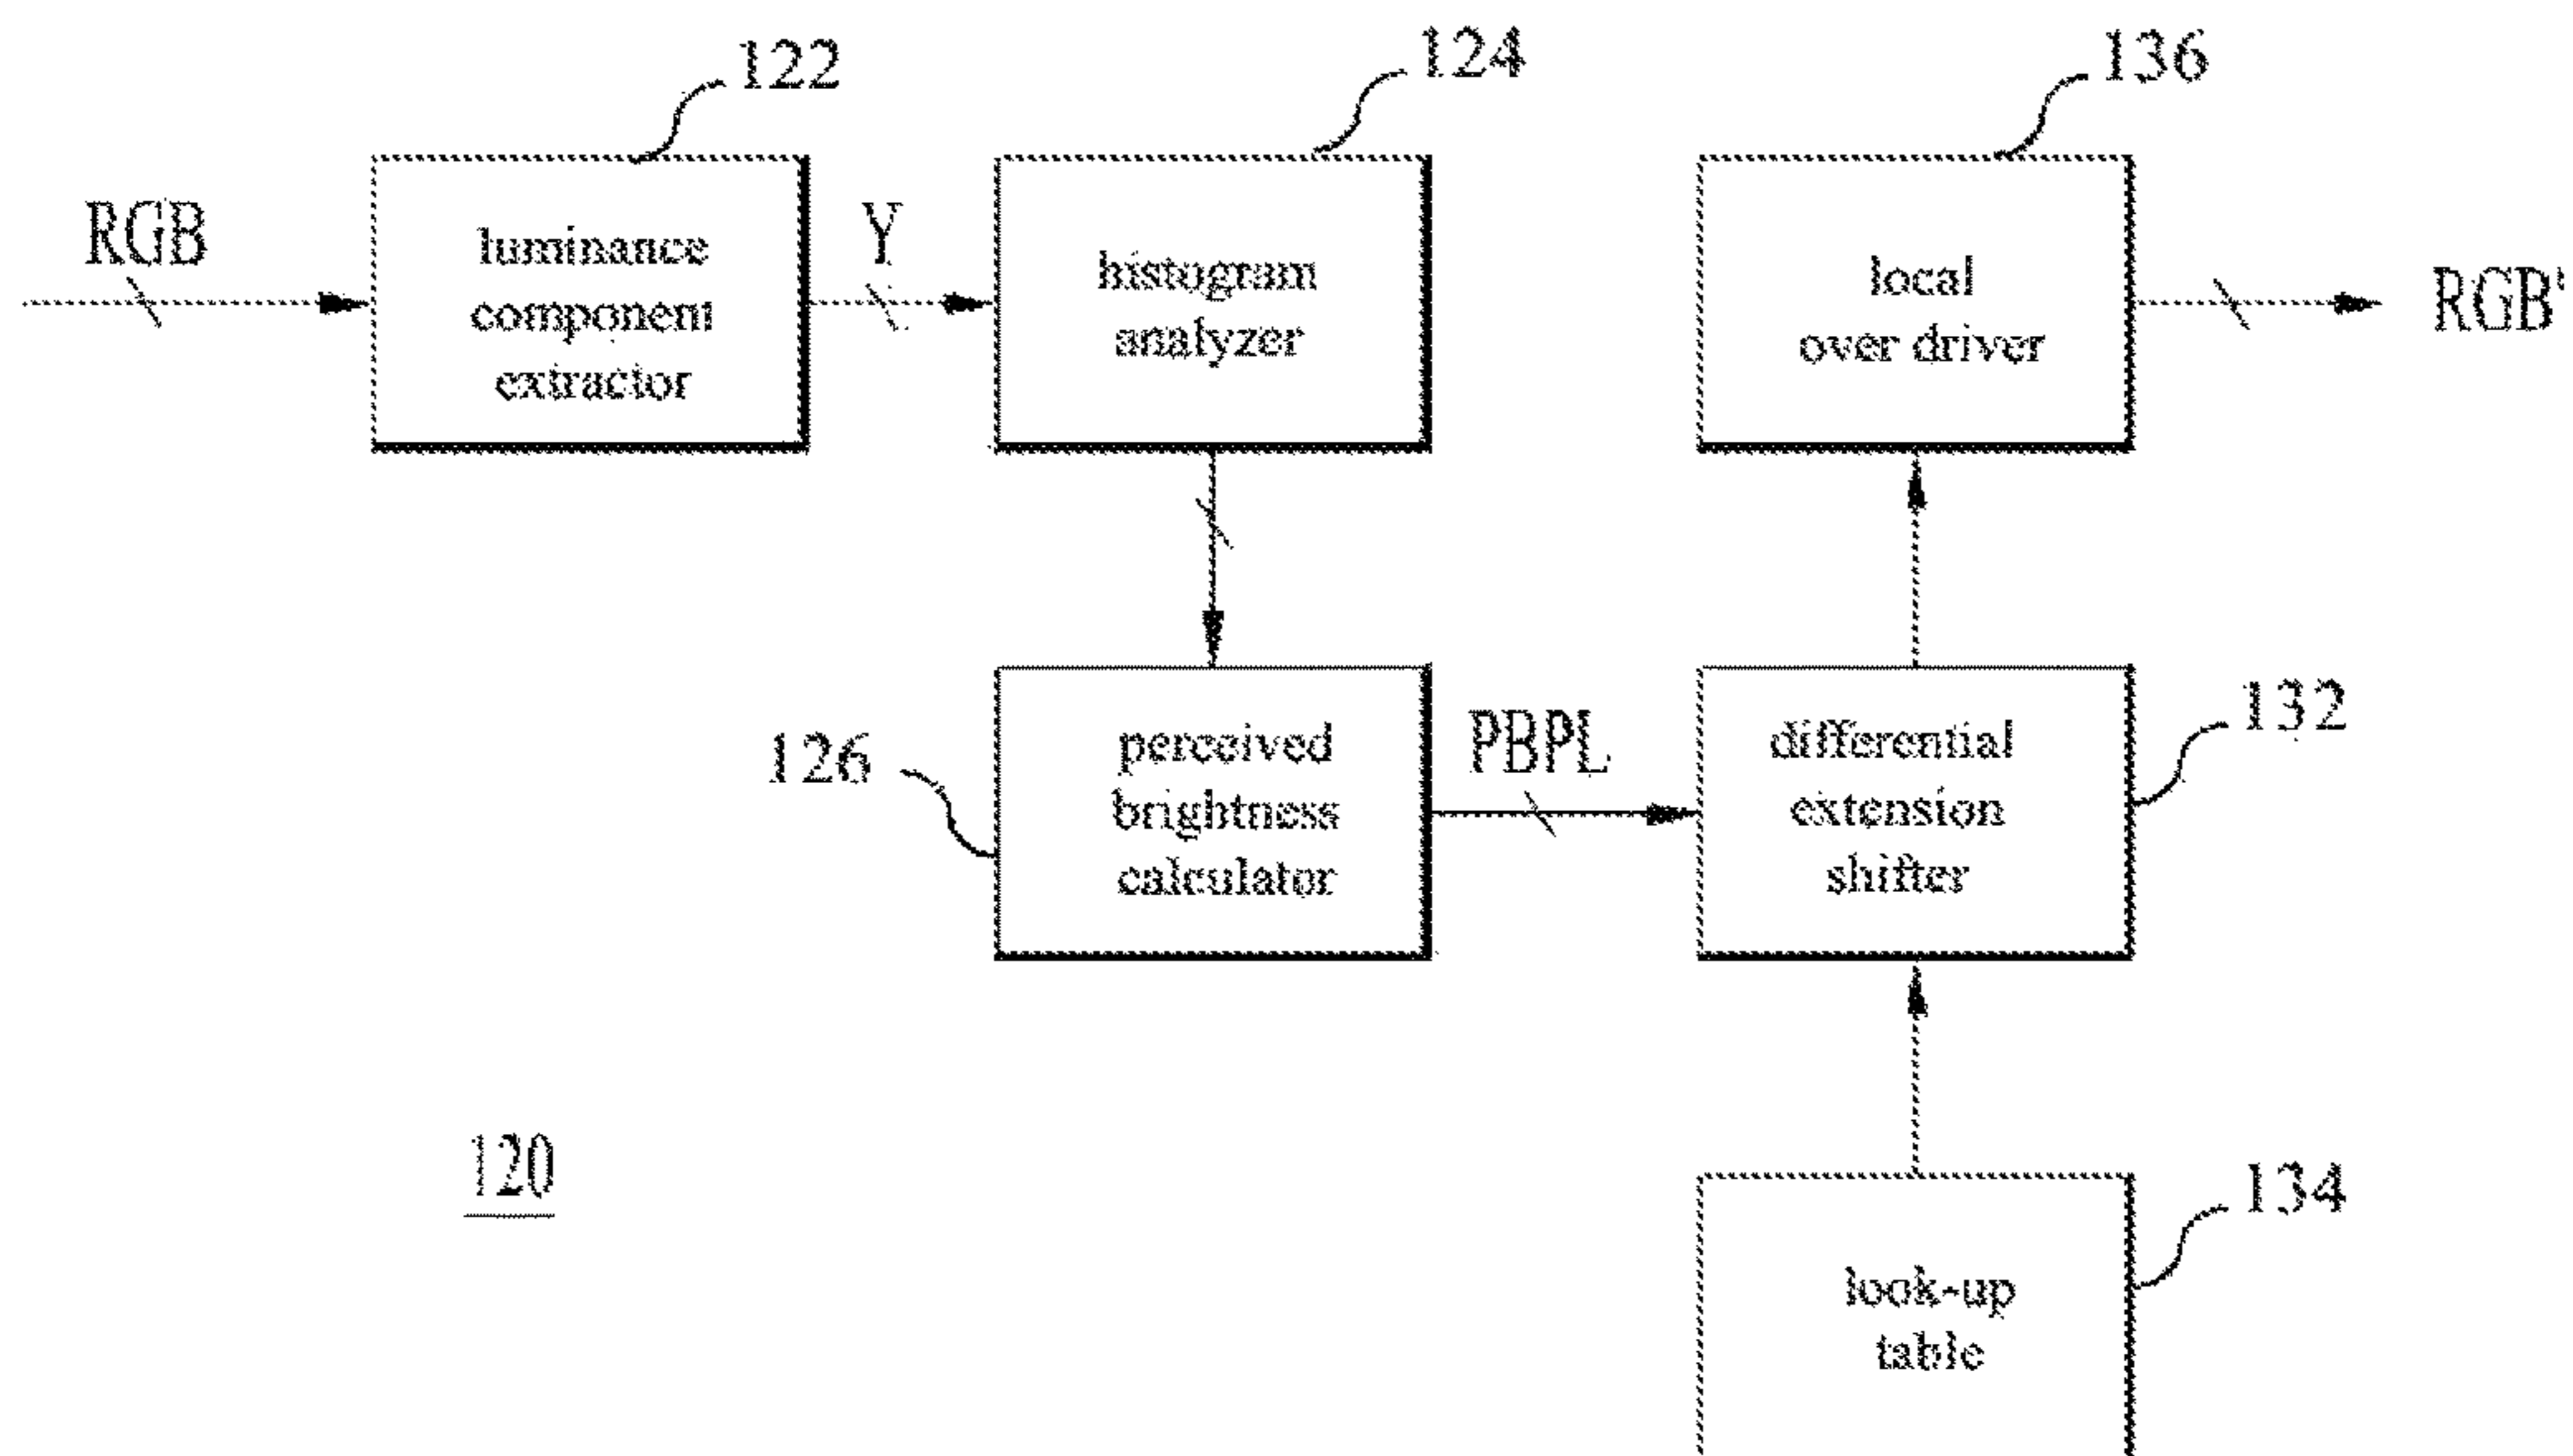 122
124
136
RGB
luminance
component
extractor
Y
histogram
analyzer
local
over driver
RGB'
126
perceived
brightness
calculator
PBPL
differential
extension
shifter
132
120
look-up
table
134